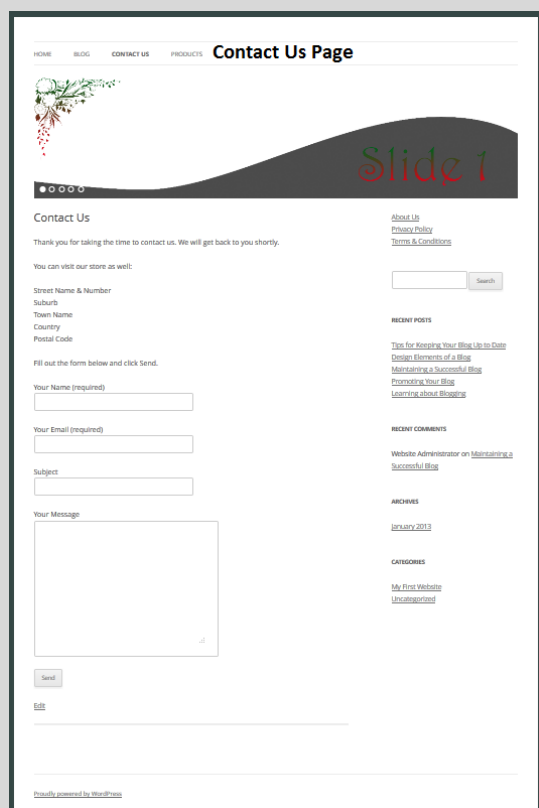 HOME BLOG CONTACT US PRODUCTS Contact Us Page
Slide 1
Contact Us
Thank you for taking the time to contact us. We will get back to you shortly.
You can visit our store as well:
Street Name & Number
Suburb
Town Name
Country
Postal Code
Fill out the form below and click Send.
Your Name (required)
Your Email (required)
Subject
Your Message
Send
Edit
About Us
Privacy Policy
Terms & Conditions
Search
RECENT POSTS
Tips for Keeping Your Blog Up to Date
Design Elements of a Blog
Maintaining a Successful Blog
Promoting Your Blog
Learning about Blogging
RECENT COMMENTS
Website Administrator on Maintaining a
Successful Blog
ARCHIVES
January 2013
CATEGORIES
My First Website
Uncategorized
Proudly powered by WordPress